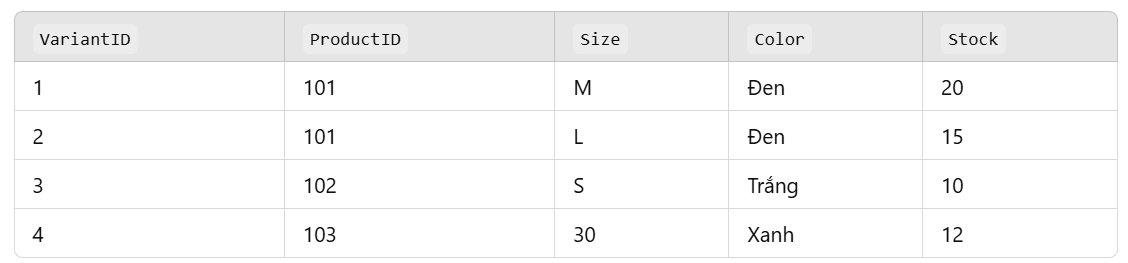 VariantID ProductID Size Color Stock
1 101 M Đen 20
2 101 L Đen 15
3 102 S Trắng 10
4 103 30 Xanh 12